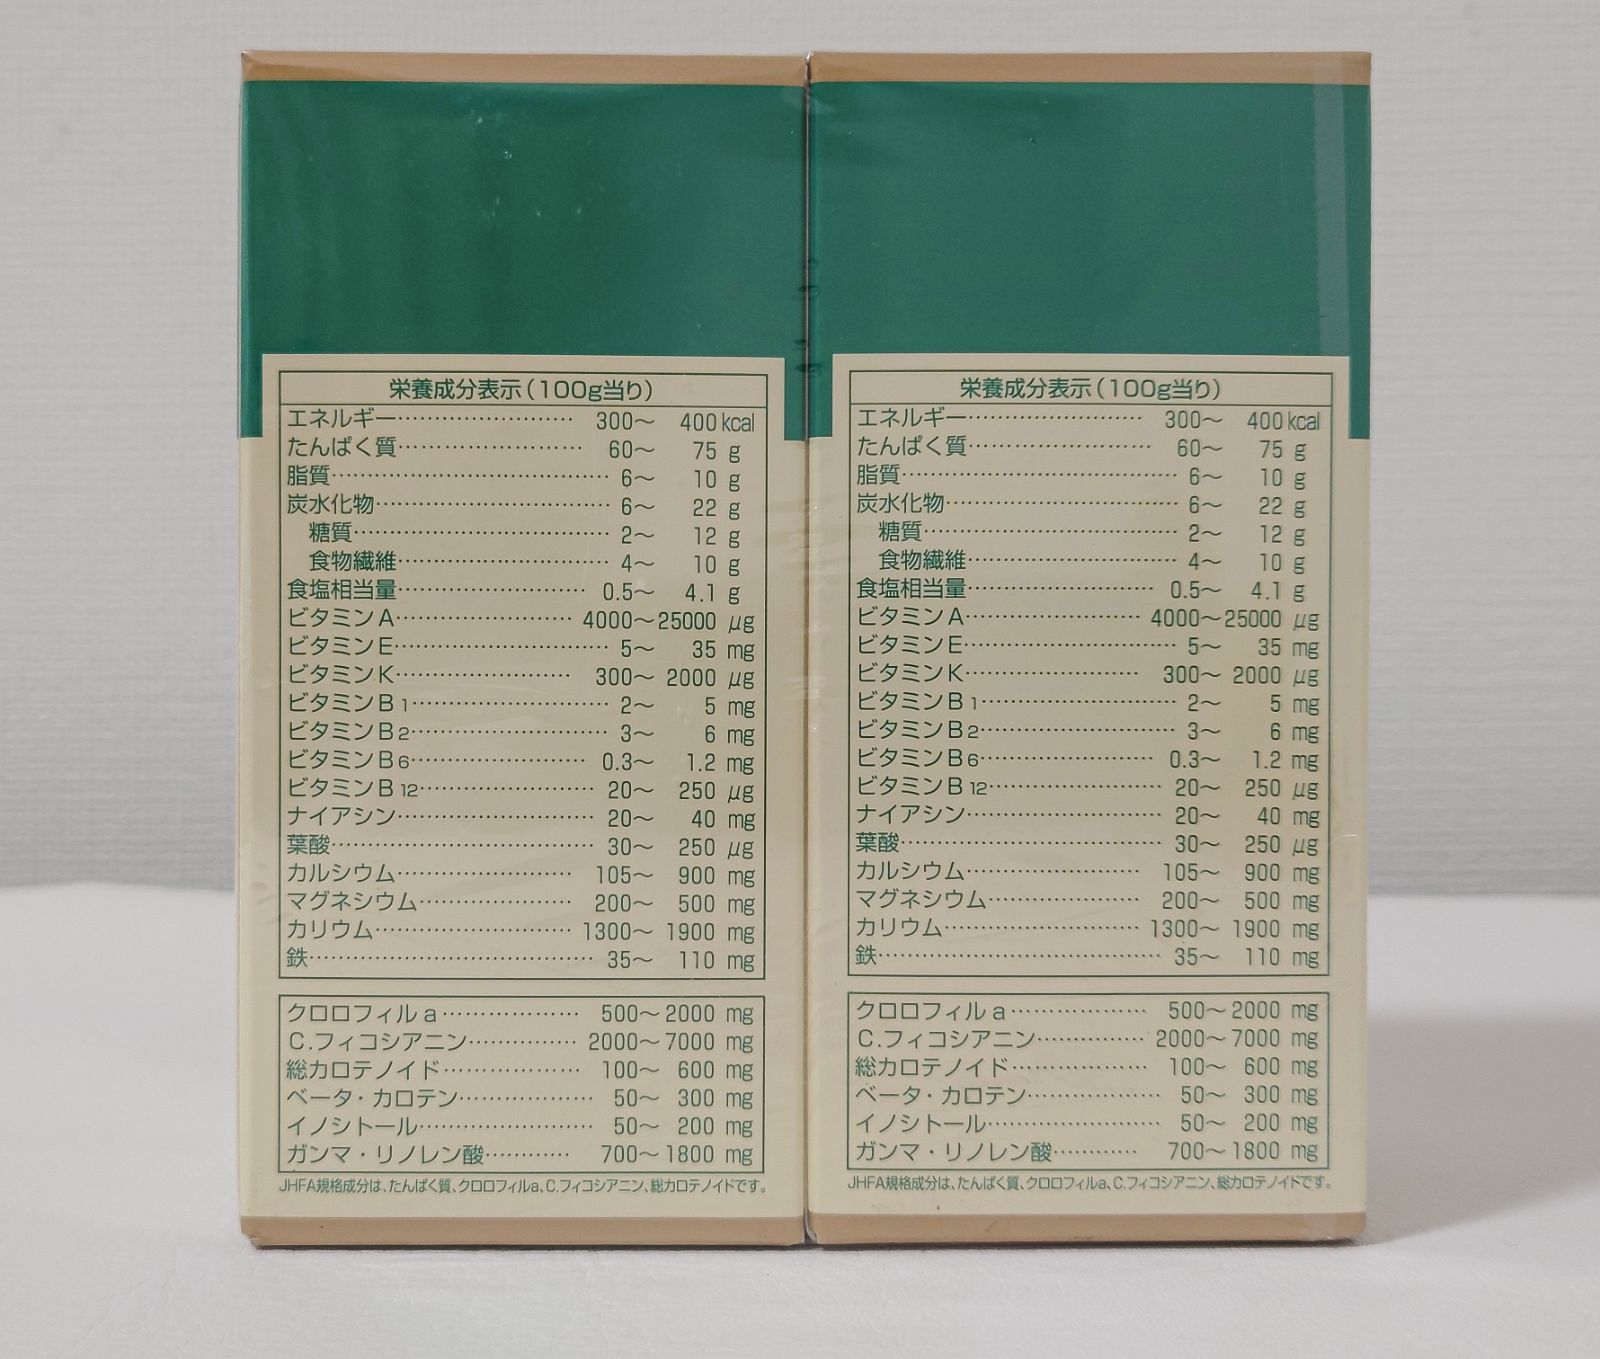 栄養成分表示(100g当り)
エネルギー 300～ 400kcal
たんぱく質 60～ 75 g
脂質 6～ 10 g
炭水化物 6～ 22 g
糖質 2～ 12 g
食物繊維 4～ 10 g
食塩相当量 0.5～ 4.1 g
ビタミンA 4000～25000 μg
ビタミンE 5～ 35 mg
ビタミンK 300～ 2000 μg
ビタミンB1 2～ 5 mg
ビタミンB2 3～ 6 mg
ビタミンB6 0.3～ 1.2 mg
ビタミンB12 20～ 250 μg
ナイアシン 20～ 40 mg
葉酸 30～ 250 μg
カルシウム 105～ 900 mg
マグネシウム 200～ 500 mg
カリウム 1300～ 1900 mg
鉄 35～ 110 mg
クロロフィルa 500～2000 mg
C.フィコシアニン 2000～7000 mg
総カロテノイド 100～ 600 mg
ベータ・カロテン 50～ 300 mg
イノシトール 50～ 200 mg
ガンマ・リノレン酸 700～1800 mg
JHFA規格成分は、たんぱく質、クロロフィルa、C.フィコシアニン、総カロテノイドです。
栄養成分表示(100g当り)
エネルギー 300～ 400kcal
たんぱく質 60～ 75 g
脂質 6～ 10 g
炭水化物 6～ 22 g
糖質 2～ 12 g
食物繊維 4～ 10 g
食塩相当量 0.5～ 4.1 g
ビタミンA 4000～25000 μg
ビタミンE 5～ 35 mg
ビタミンK 300～ 2000 μg
ビタミンB1 2～ 5 mg
ビタミンB2 3～ 6 mg
ビタミンB6 0.3～ 1.2 mg
ビタミンB12 20～ 250 μg
ナイアシン 20～ 40 mg
葉酸 30～ 250 μg
カルシウム 105～ 900 mg
マグネシウム 200～ 500 mg
カリウム 1300～ 1900 mg
鉄 35～ 110 mg
クロロフィルa 500～2000 mg
C.フィコシアニン 2000～7000 mg
総カロテノイド 100～ 600 mg
ベータ・カロテン 50～ 300 mg
イノシトール 50～ 200 mg
ガンマ・リノレン酸 700～1800 mg
JHFA規格成分は、たんぱく質、クロロフィルa、C.フィコシアニン、総カロテノイドです。